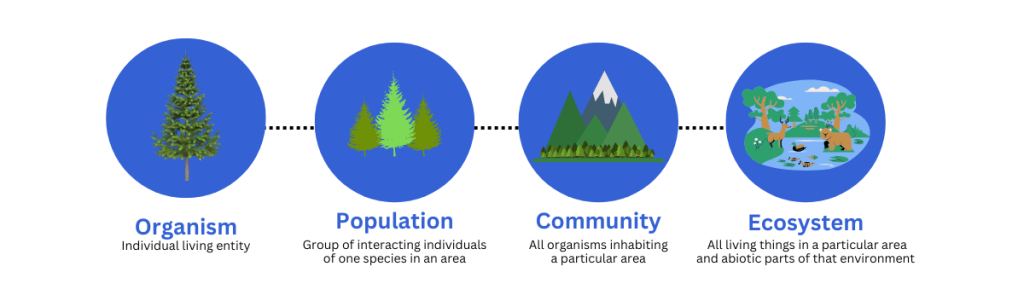 Organism
Individual living entity
Population
Group of interacting individuals
of one species in an area
Community
All organisms inhabiting
a particular area
Ecosystem
All living things in a particular area
and abiotic parts of that environment